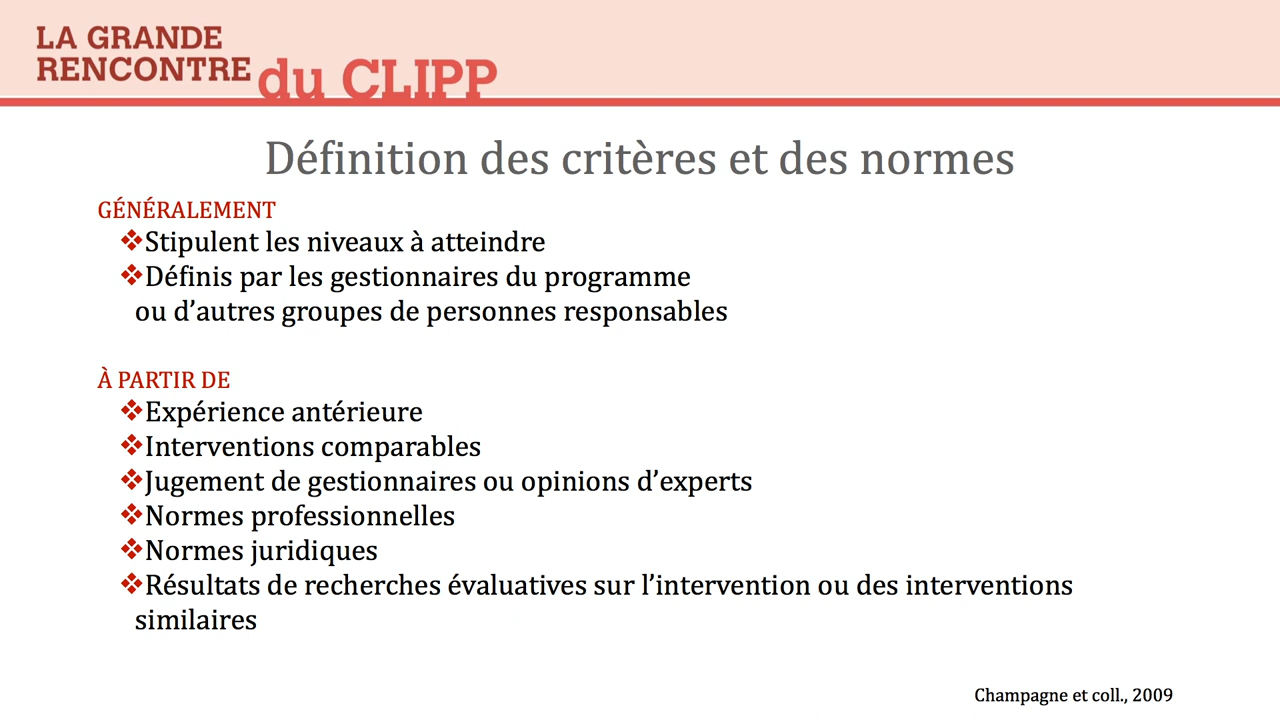 LA GRANDE
RENCONTRE du CLIPP
Définition des critères et des normes
GÉNÉRALEMENT
❖Stipulent les niveaux à atteindre
❖Définis par les gestionnaires du programme
ou d’autres groupes de personnes responsables
À PARTIR DE
❖Expérience antérieure
❖Interventions comparables
❖Jugement de gestionnaires ou opinions d’experts
❖Normes professionnelles
❖Normes juridiques
❖Résultats de recherches évaluatives sur l’intervention ou des interventions
similaires
Champagne et coll., 2009